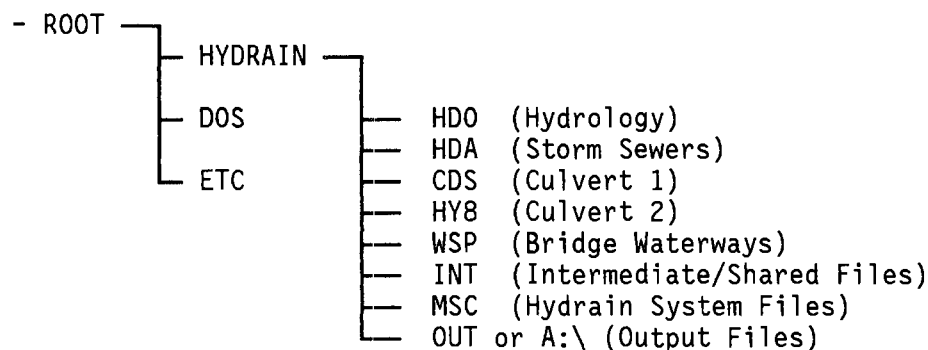 - ROOT
HYDRAIN
DOS
HDO (Hydrology)
HDA (Storm Sewers)
ETC
CDS (Culvert 1)
HY8 (Culvert 2)
WSP (Bridge Waterways)
INT (Intermediate/Shared Files)
MSC (Hydrain System Files)
OUT or A:\ (Output Files)